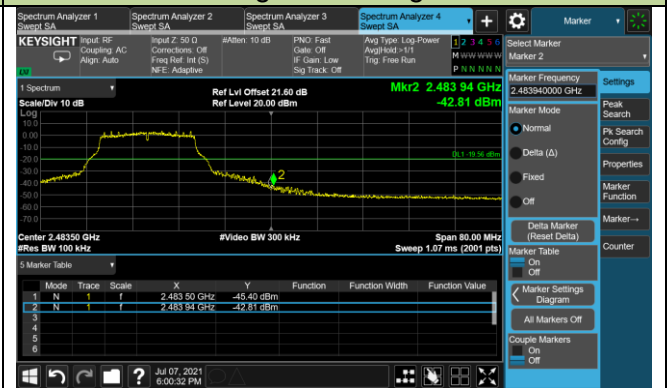 Spectrum Analyzer 1
Swept SA
Spectrum Analyzer 2
Swept SA
Spectrum Analyzer 3
Swept SA
Spectrum Analyzer 4
Swept SA
Marker
KEYSIGHT
Input: RF
Coupling: AC
Align: Auto
Input Z: 50 Ω
Corrections: Off
Freq Ref: Int (S)
NFE: Adaptive
#Atten: 10 dB
PNO: Fast
Gate: Off
IF Gain: Low
Sig Track: Off
Avg Type: Log-Power
Avg|Hold:>1/1
Trig: Free Run
1 2 3 4 5 6
M W W W W W
P N N N N N
Select Marker
Marker 2
1 Spectrum
Scale/Div 10 dB
Ref Lvl Offset 21.60 dB
Ref Level 20.00 dBm
Mkr2 2.483 94 GHz
-42.81 dBm
Log
10.0
0.00
-10.0
-20.0
-30.0
-40.0
-50.0
-60.0
-70.0
DL1 -19.56 dBm
2
Center 2.48350 GHz
#Res BW 100 kHz
#Video BW 300 kHz
Span 80.00 MHz
Sweep 1.07 ms (2001 pts)
5 Marker Table
Mode Trace Scale X Y Function Function Width Function Value
1 N 1 f 2.483 50 GHz -45.40 dBm
2 N 1 f 2.483 94 GHz -42.81 dBm
3
4
5
6
Marker Frequency
2.483940000 GHz
Marker Mode
Normal
Delta (Δ)
Fixed
Off
Delta Marker
(Reset Delta)
Marker Table
On
Off
Marker Settings
Diagram
All Markers Off
Couple Markers
On
Off
Settings
Peak
Search
Pk Search
Config
Properties
Marker
Function
Marker→
Counter
Jul 07, 2021
6:00:32 PM